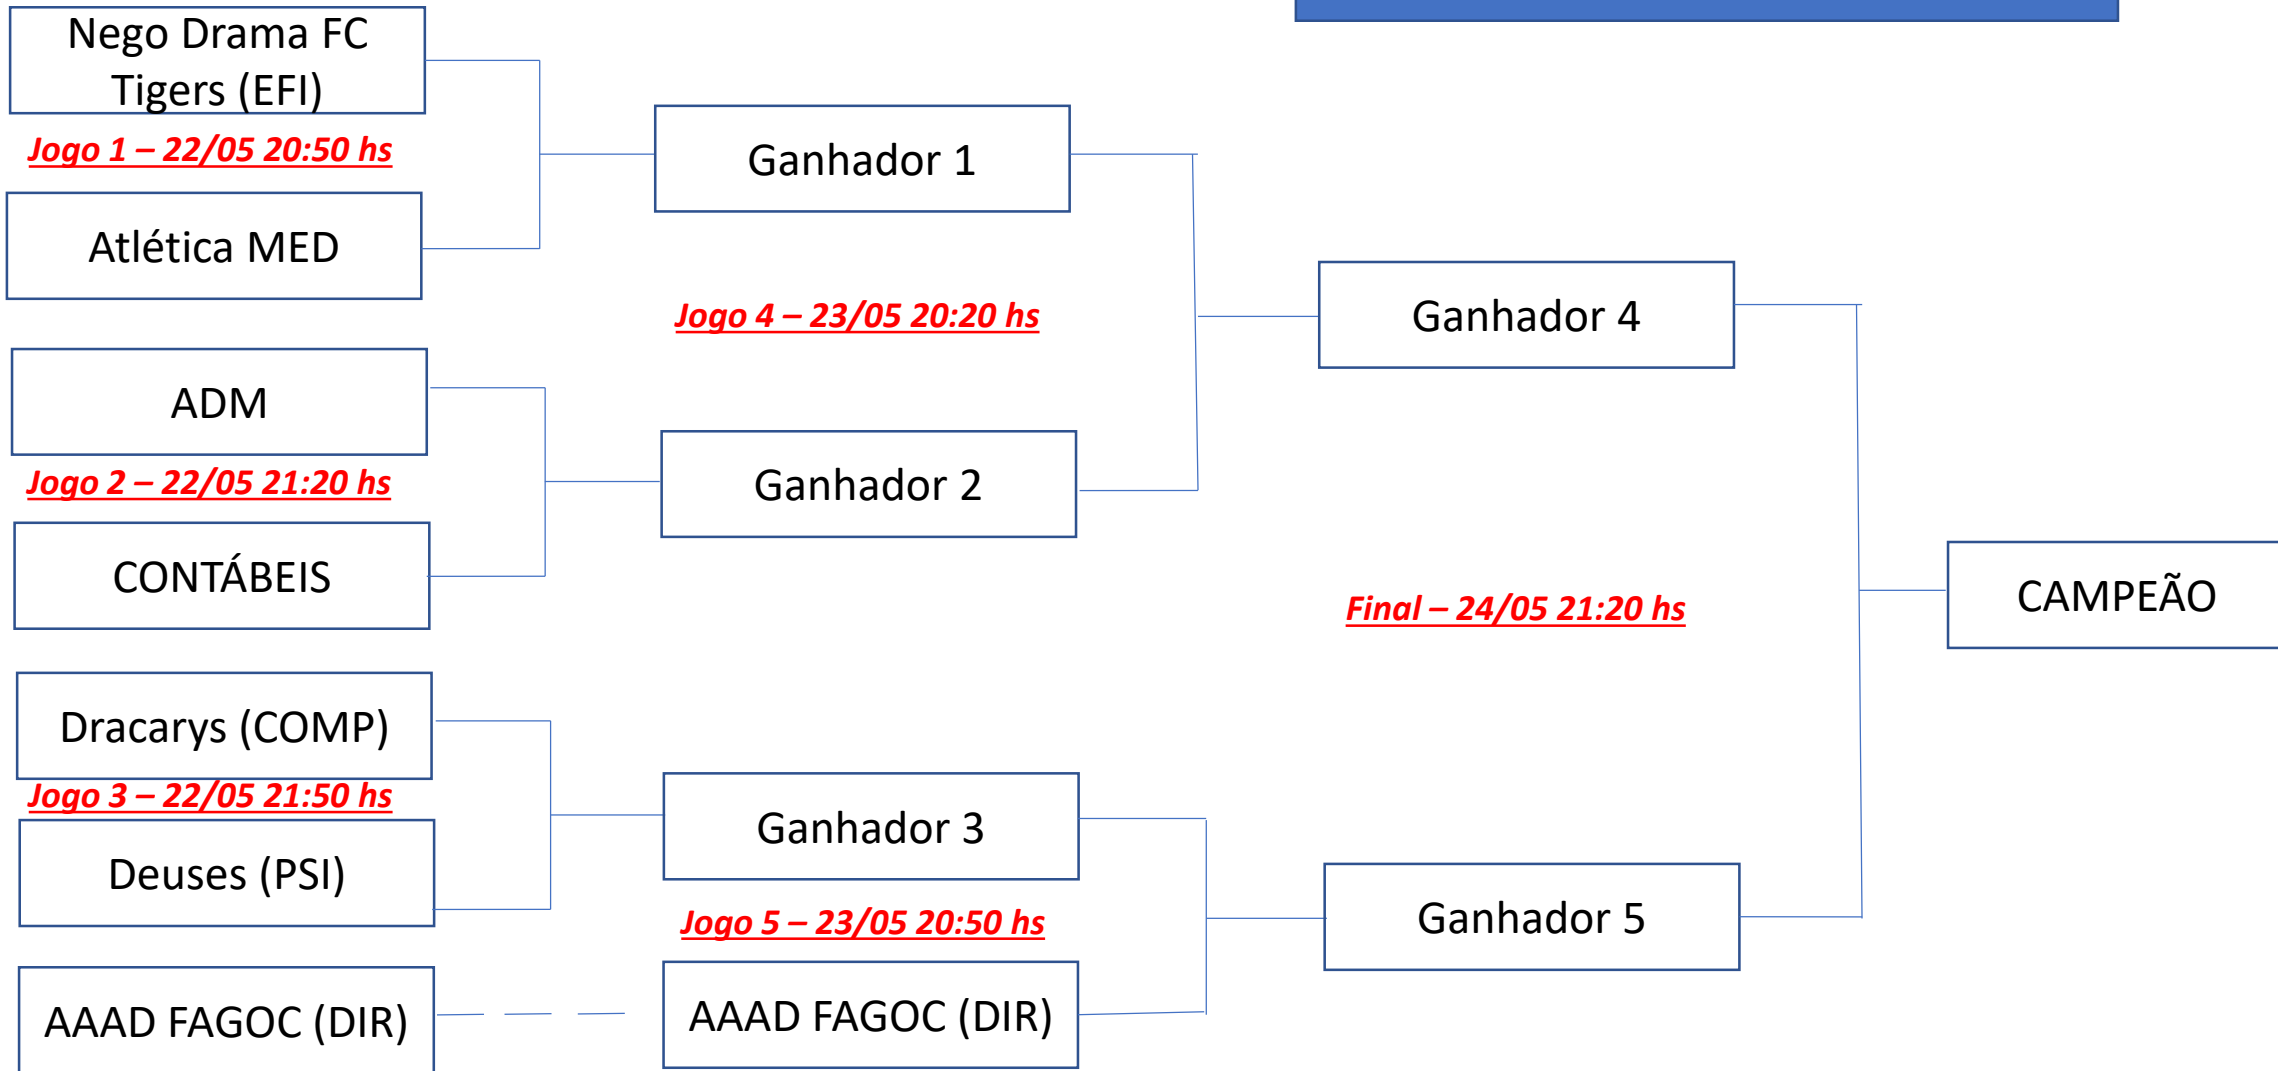 Nego Drama FC
Tigers (EFI)
Jogo 1 – 22/05 20:50 hs
Atlética MED
ADM
Jogo 2 – 22/05 21:20 hs
CONTÁBEIS
Dracarys (COMP)
Jogo 3 – 22/05 21:50 hs
Deuses (PSI)
AAAD FAGOC (DIR)
Ganhador 1
Jogo 4 – 23/05 20:20 hs
Ganhador 2
Ganhador 3
Jogo 5 – 23/05 20:50 hs
AAAD FAGOC (DIR)
Ganhador 4
Final – 24/05 21:20 hs
Ganhador 5
CAMPEÃO